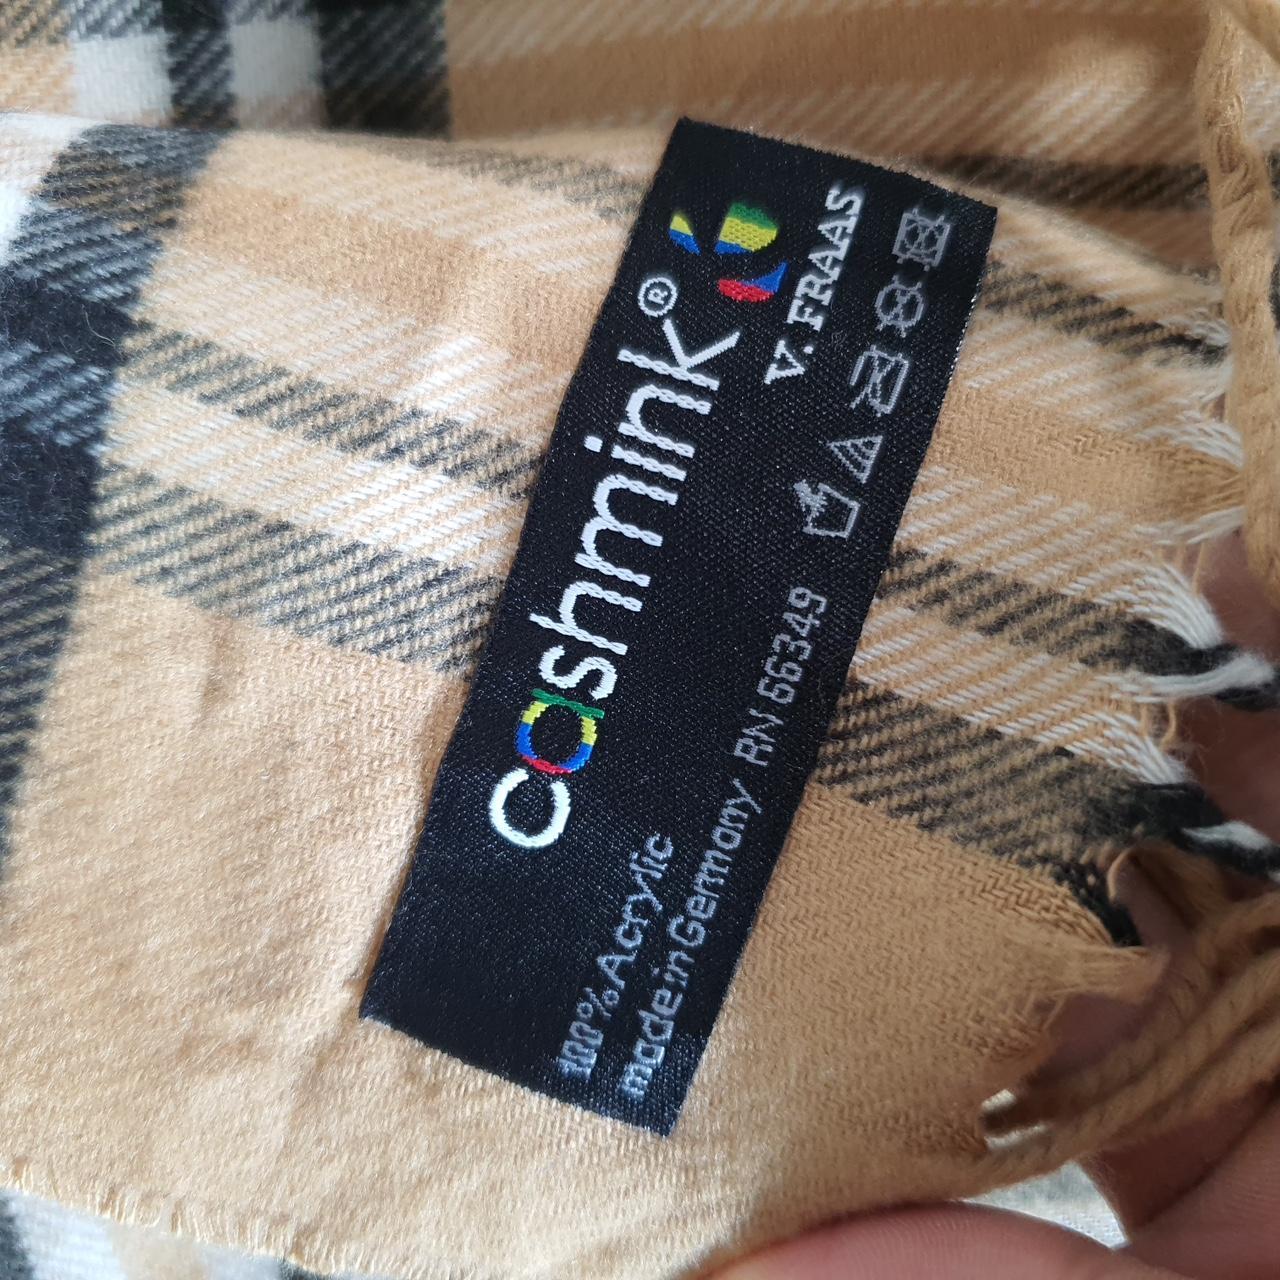 cashmink®
V. FRAAS
100% Acrylic
made in Germany RN 66349